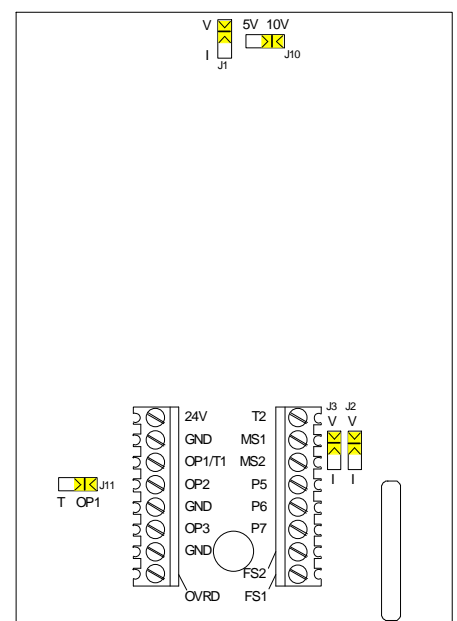 V 5V 10V
I J1 J10
J3 J2
24V T2 V V
GND MS1
OP1/T1 MS2
I I
J11 OP2 P5
T OP1 GND P6
OP3 P7
GND
FS2
OVRD FS1